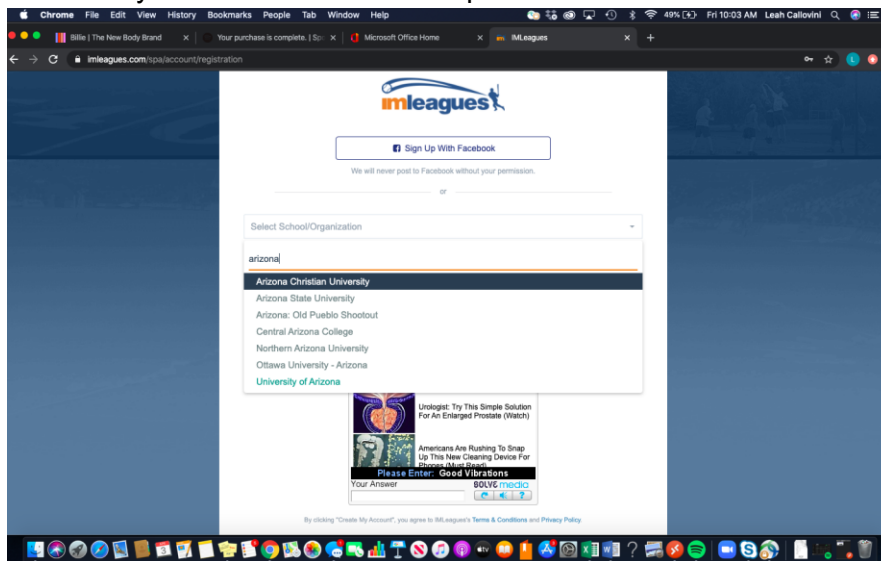 Chrome File Edit View History Bookmarks People Tab Window Help 49% Fri 10:03 AM Leah Callovini
Billie | The New Body Brand
Your purchase is complete. | Sp
Microsoft Office Home
IMLeagues
imleagues.com/spa/account/registration
imleagues
Sign Up With Facebook
We will never post to Facebook without your permission.
or
Select School/Organization
arizona
Arizona Christian University
Arizona State University
Arizona: Old Pueblo Shootout
Central Arizona College
Northern Arizona University
Ottawa University - Arizona
University of Arizona
Urologist: Try This Simple Solution
For An Enlarged Prostate (Watch)
Americans Are Rushing To Snap
Up This New Cleaning Device For
Phones (Must Read)
Please Enter: Good Vibrations
Your Answer
SOLVE media
By clicking "Create My Account", you agree to IMLeagues's Terms & Conditions and Privacy Policy.